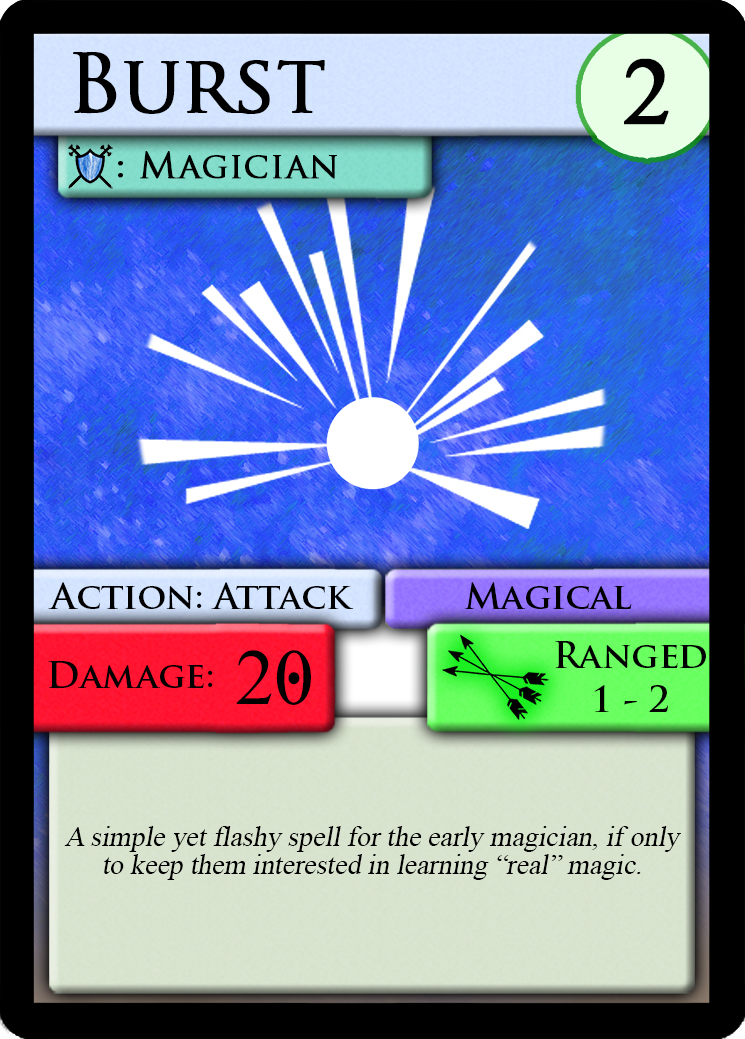 Burst
2
: Magician
Action: Attack
Magical
Damage: 20
Ranged
1 - 2
A simple yet flashy spell for the early magician, if only
to keep them interested in learning “real” magic.